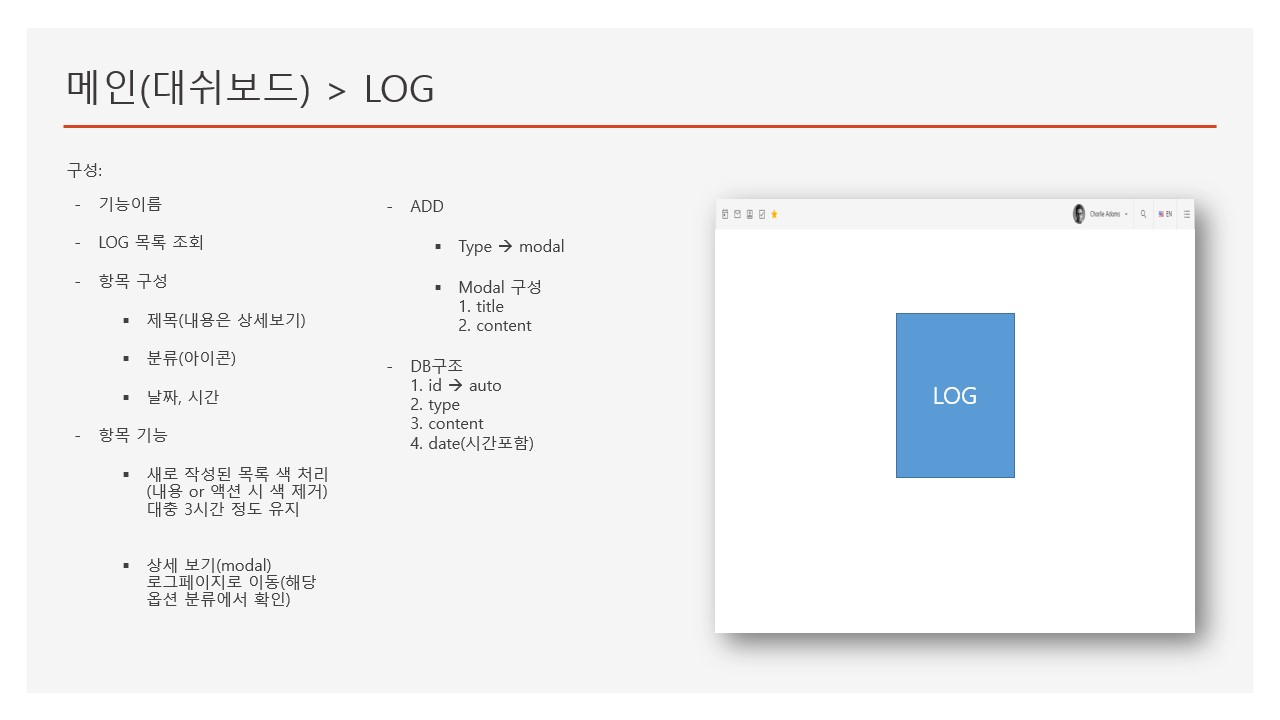 메인(대쉬보드) > LOG
구성:
- 기능이름
- LOG 목록 조회
- 항목 구성
▪ 제목(내용은 상세보기)
▪ 분류(아이콘)
▪ 날짜, 시간
- 항목 기능
▪ 새로 작성된 목록 색 처리
(내용 or 액션 시 색 제거)
대충 3시간 정도 유지
▪ 상세 보기(modal)
로그페이지로 이동(해당
옵션 분류에서 확인)
- ADD
▪ Type → modal
▪ Modal 구성
1. title
2. content
- DB구조
1. id → auto
2. type
3. content
4. date(시간포함)
Charlie Adams
EN
LOG